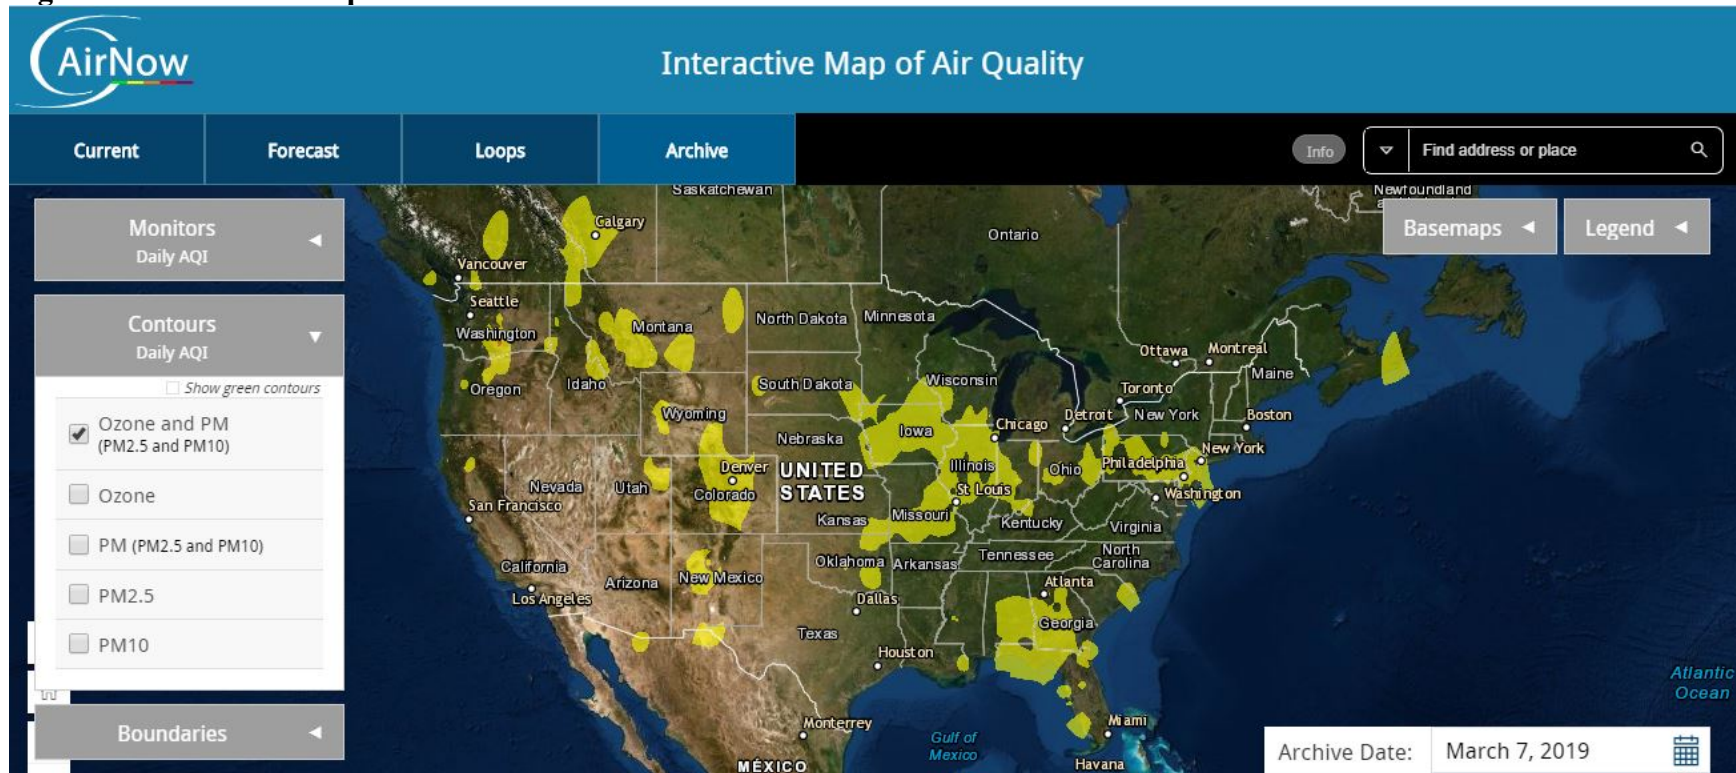 AirNow
Interactive Map of Air Quality
Current
Forecast
Loops
Archive
Info
Find address or place
Monitors
Daily AQI
Contours
Daily AQI
Show green contours
Ozone and PM
(PM2.5 and PM10)
Ozone
PM (PM2.5 and PM10)
PM2.5
PM10
Boundaries
Basemaps
Legend
Saskatchewan
Newfoundland
Calgary
Ontario
Vancouver
Seattle
Washington
Montana
North Dakota
Minnesota
Ottawa
Montreal
Maine
Oregon
Idaho
South Dakota
Wisconsin
Toronto
Wyoming
Detroit
New York
Boston
Nebraska
Iowa
Chicago
New York
Denver
UNITED
STATES
Illinois
Ohio
Philadelphia
Nevada
Utah
Colorado
St Louis
Washington
San Francisco
Kansas
Missouri
Kentucky
Virginia
California
Arizona
New Mexico
Oklahoma
Arkansas
Tennessee
North
Carolina
Los Angeles
Dallas
Atlanta
Texas
Georgia
Houston
Atlantic
Ocean
Monterrey
Gulf of
Mexico
Miami
MÉXICO
Havana
Archive Date:
March 7, 2019